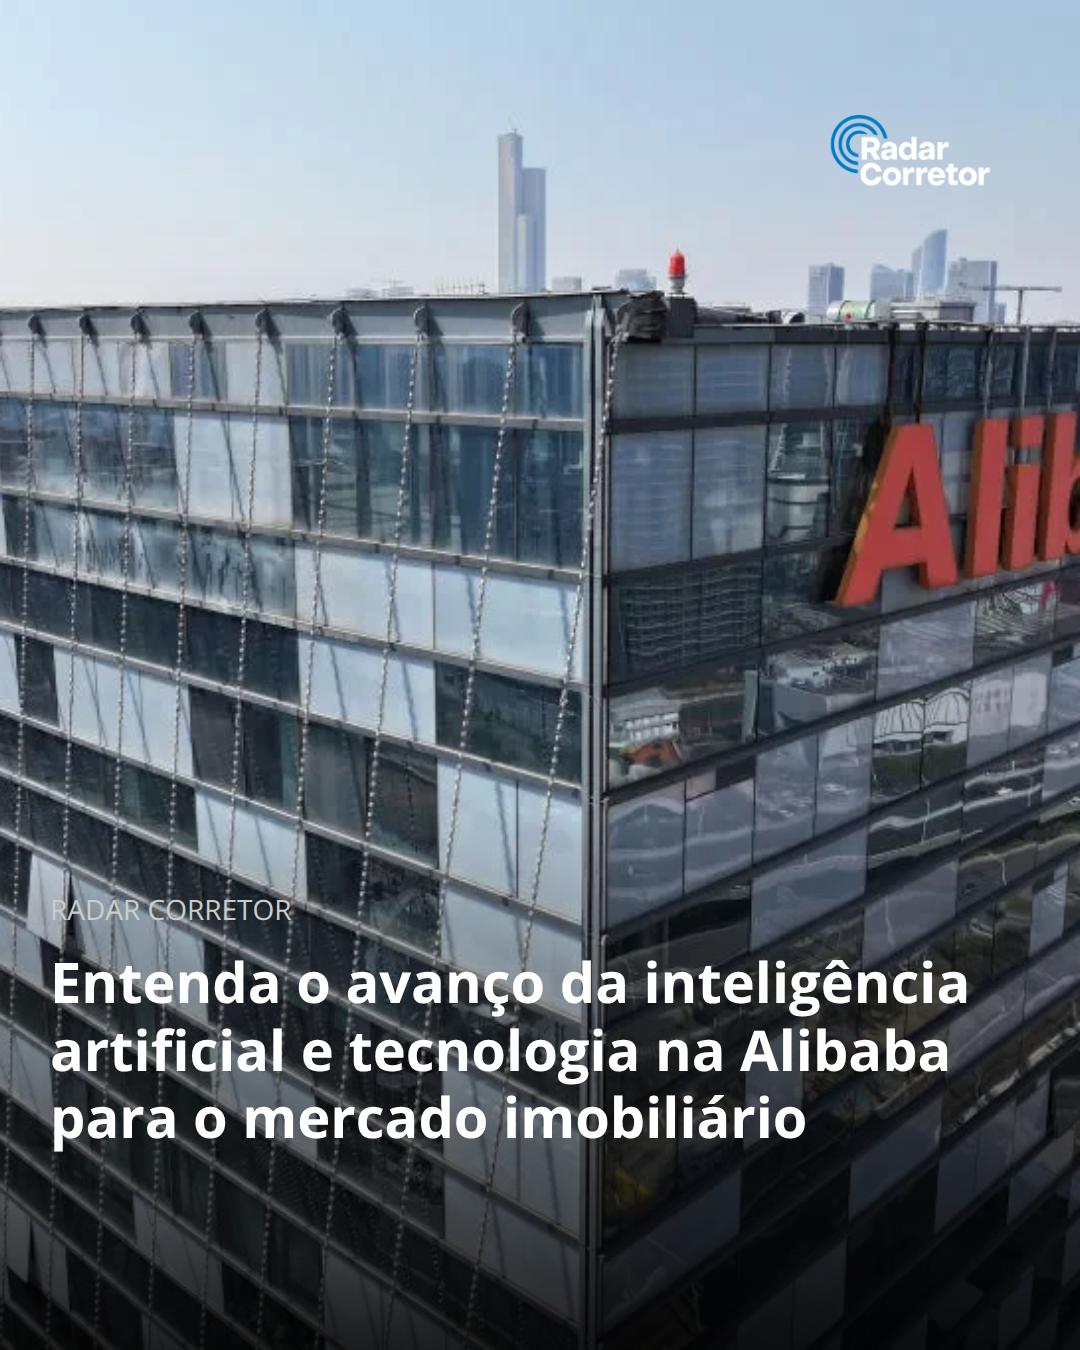 Radar
Corretor
Alib
RADAR CORRETOR
Entenda o avanço da inteligência
artificial e tecnologia na Alibaba
para o mercado imobiliário